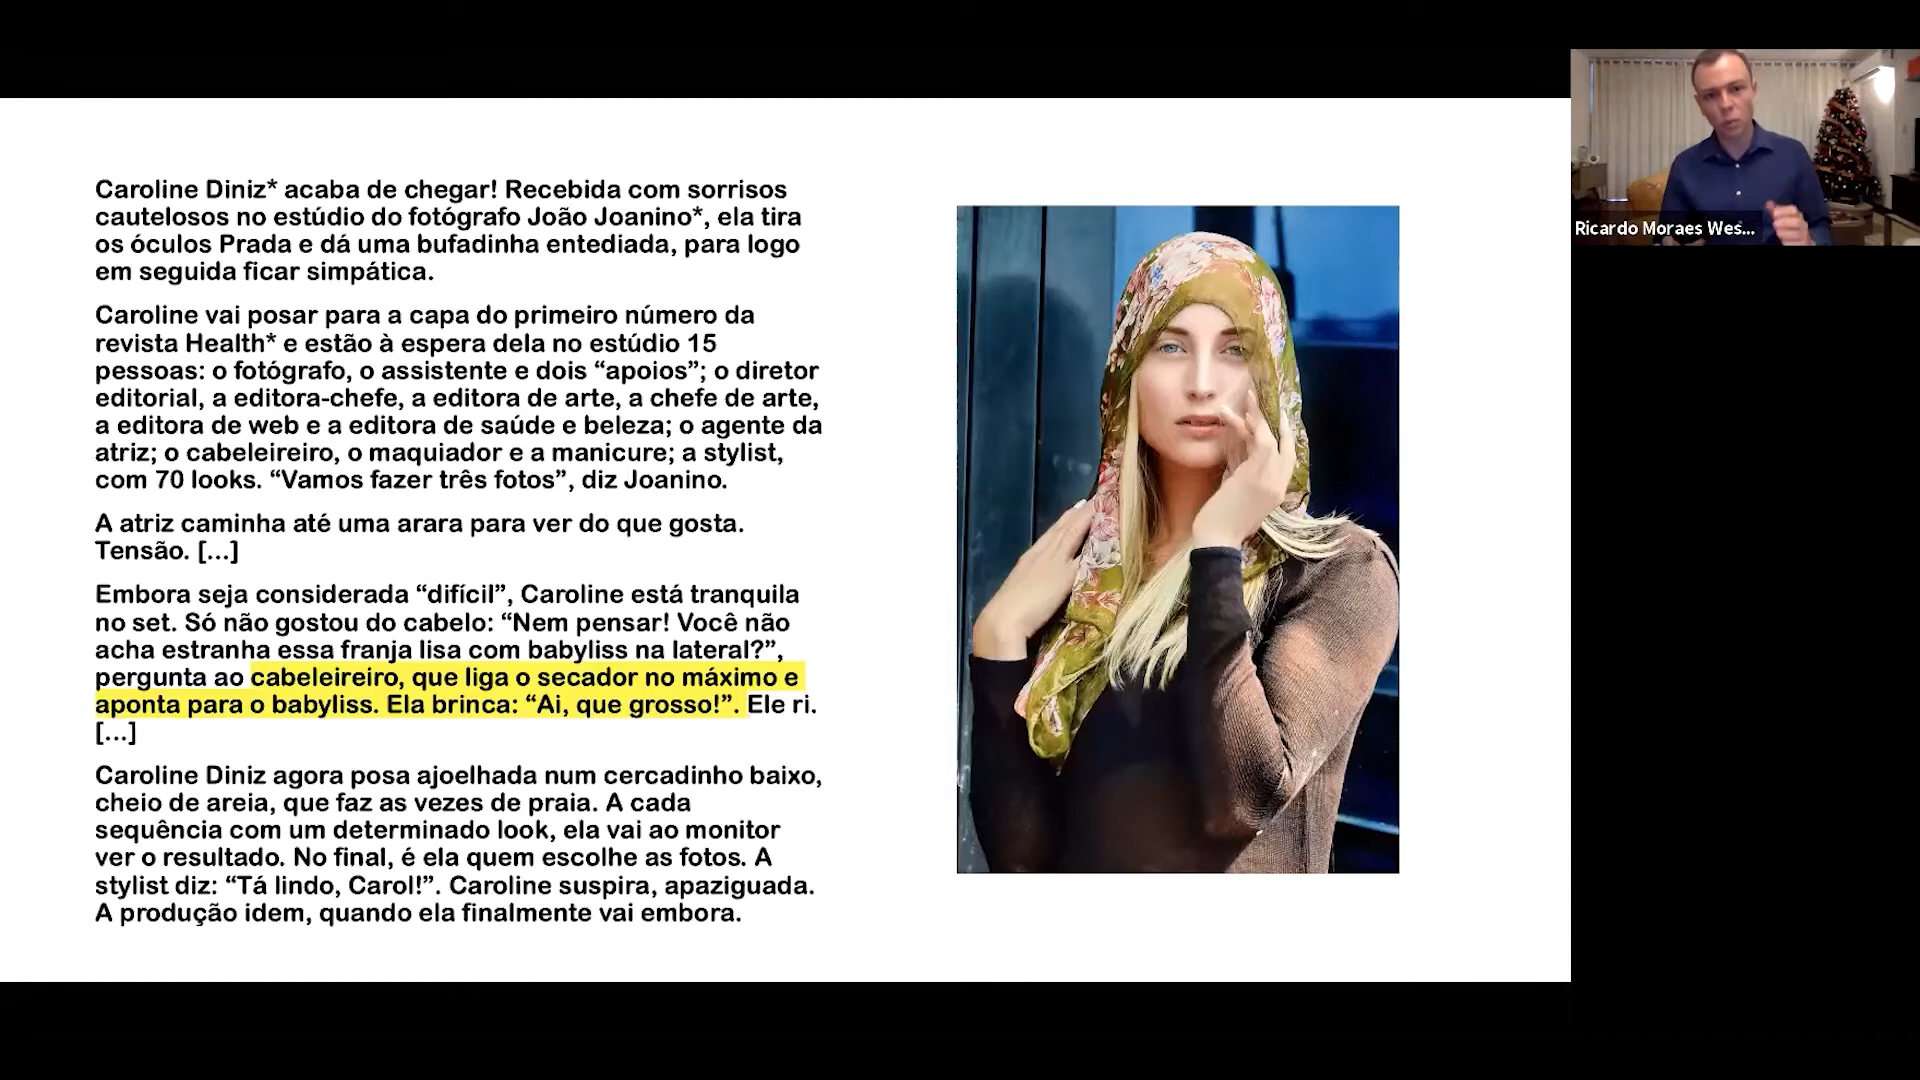 Caroline Diniz* acaba de chegar! Recebida com sorrisos
cautelosos no estúdio do fotógrafo João Joanino*, ela tira
os óculos Prada e dá uma bufadinha entediada, para logo
em seguida ficar simpática.
Caroline vai posar para a capa do primeiro número da
revista Health* e estão à espera dela no estúdio 15
pessoas: o fotógrafo, o assistente e dois “apoios”; o diretor
editorial, a editora-chefe, a editora de arte, a chefe de arte,
a editora de web e a editora de saúde e beleza; o agente da
atriz; o cabeleireiro, o maquiador e a manicure; a stylist,
com 70 looks. “Vamos fazer três fotos”, diz Joanino.
A atriz caminha até uma arara para ver do que gosta.
Tensão. [...]
Embora seja considerada “difícil”, Caroline está tranquila
no set. Só não gostou do cabelo: “Nem pensar! Você não
acha estranha essa franja lisa com babyliss na lateral?”,
pergunta ao cabeleireiro, que liga o secador no máximo e
aponta para o babyliss. Ela brinca: “Ai, que grosso!”. Ele ri.
[...]
Caroline Diniz agora posa ajoelhada num cercadinho baixo,
cheio de areia, que faz as vezes de praia. A cada
sequência com um determinado look, ela vai ao monitor
ver o resultado. No final, é ela quem escolhe as fotos. A
stylist diz: “Tá lindo, Carol!”. Caroline suspira, apaziguada.
A produção idem, quando ela finalmente vai embora.
Ricardo Moraes Wes...